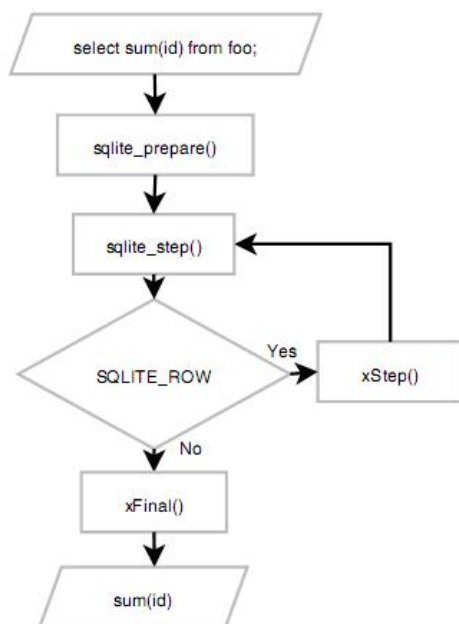 select sum(id) from foo;
sqlite_prepare()
sqlite_step()
SQLITE_ROW
Yes
xStep()
No
xFinal()
sum(id)